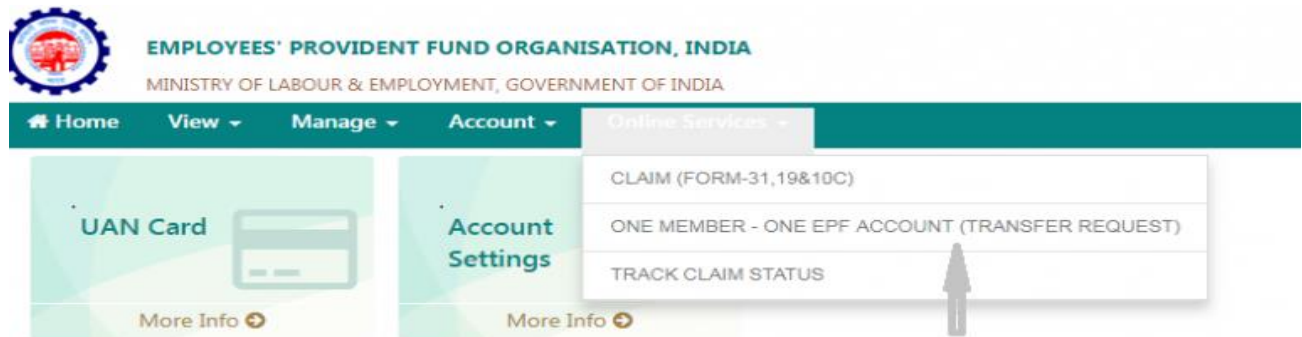 EMPLOYEES' PROVIDENT FUND ORGANISATION, INDIA
MINISTRY OF LABOUR & EMPLOYMENT, GOVERNMENT OF INDIA
Home View Manage Account Online Services
CLAIM (FORM-31,19&10C)
ONE MEMBER - ONE EPF ACCOUNT (TRANSFER REQUEST)
TRACK CLAIM STATUS
UAN Card
More Info
Account
Settings
More Info